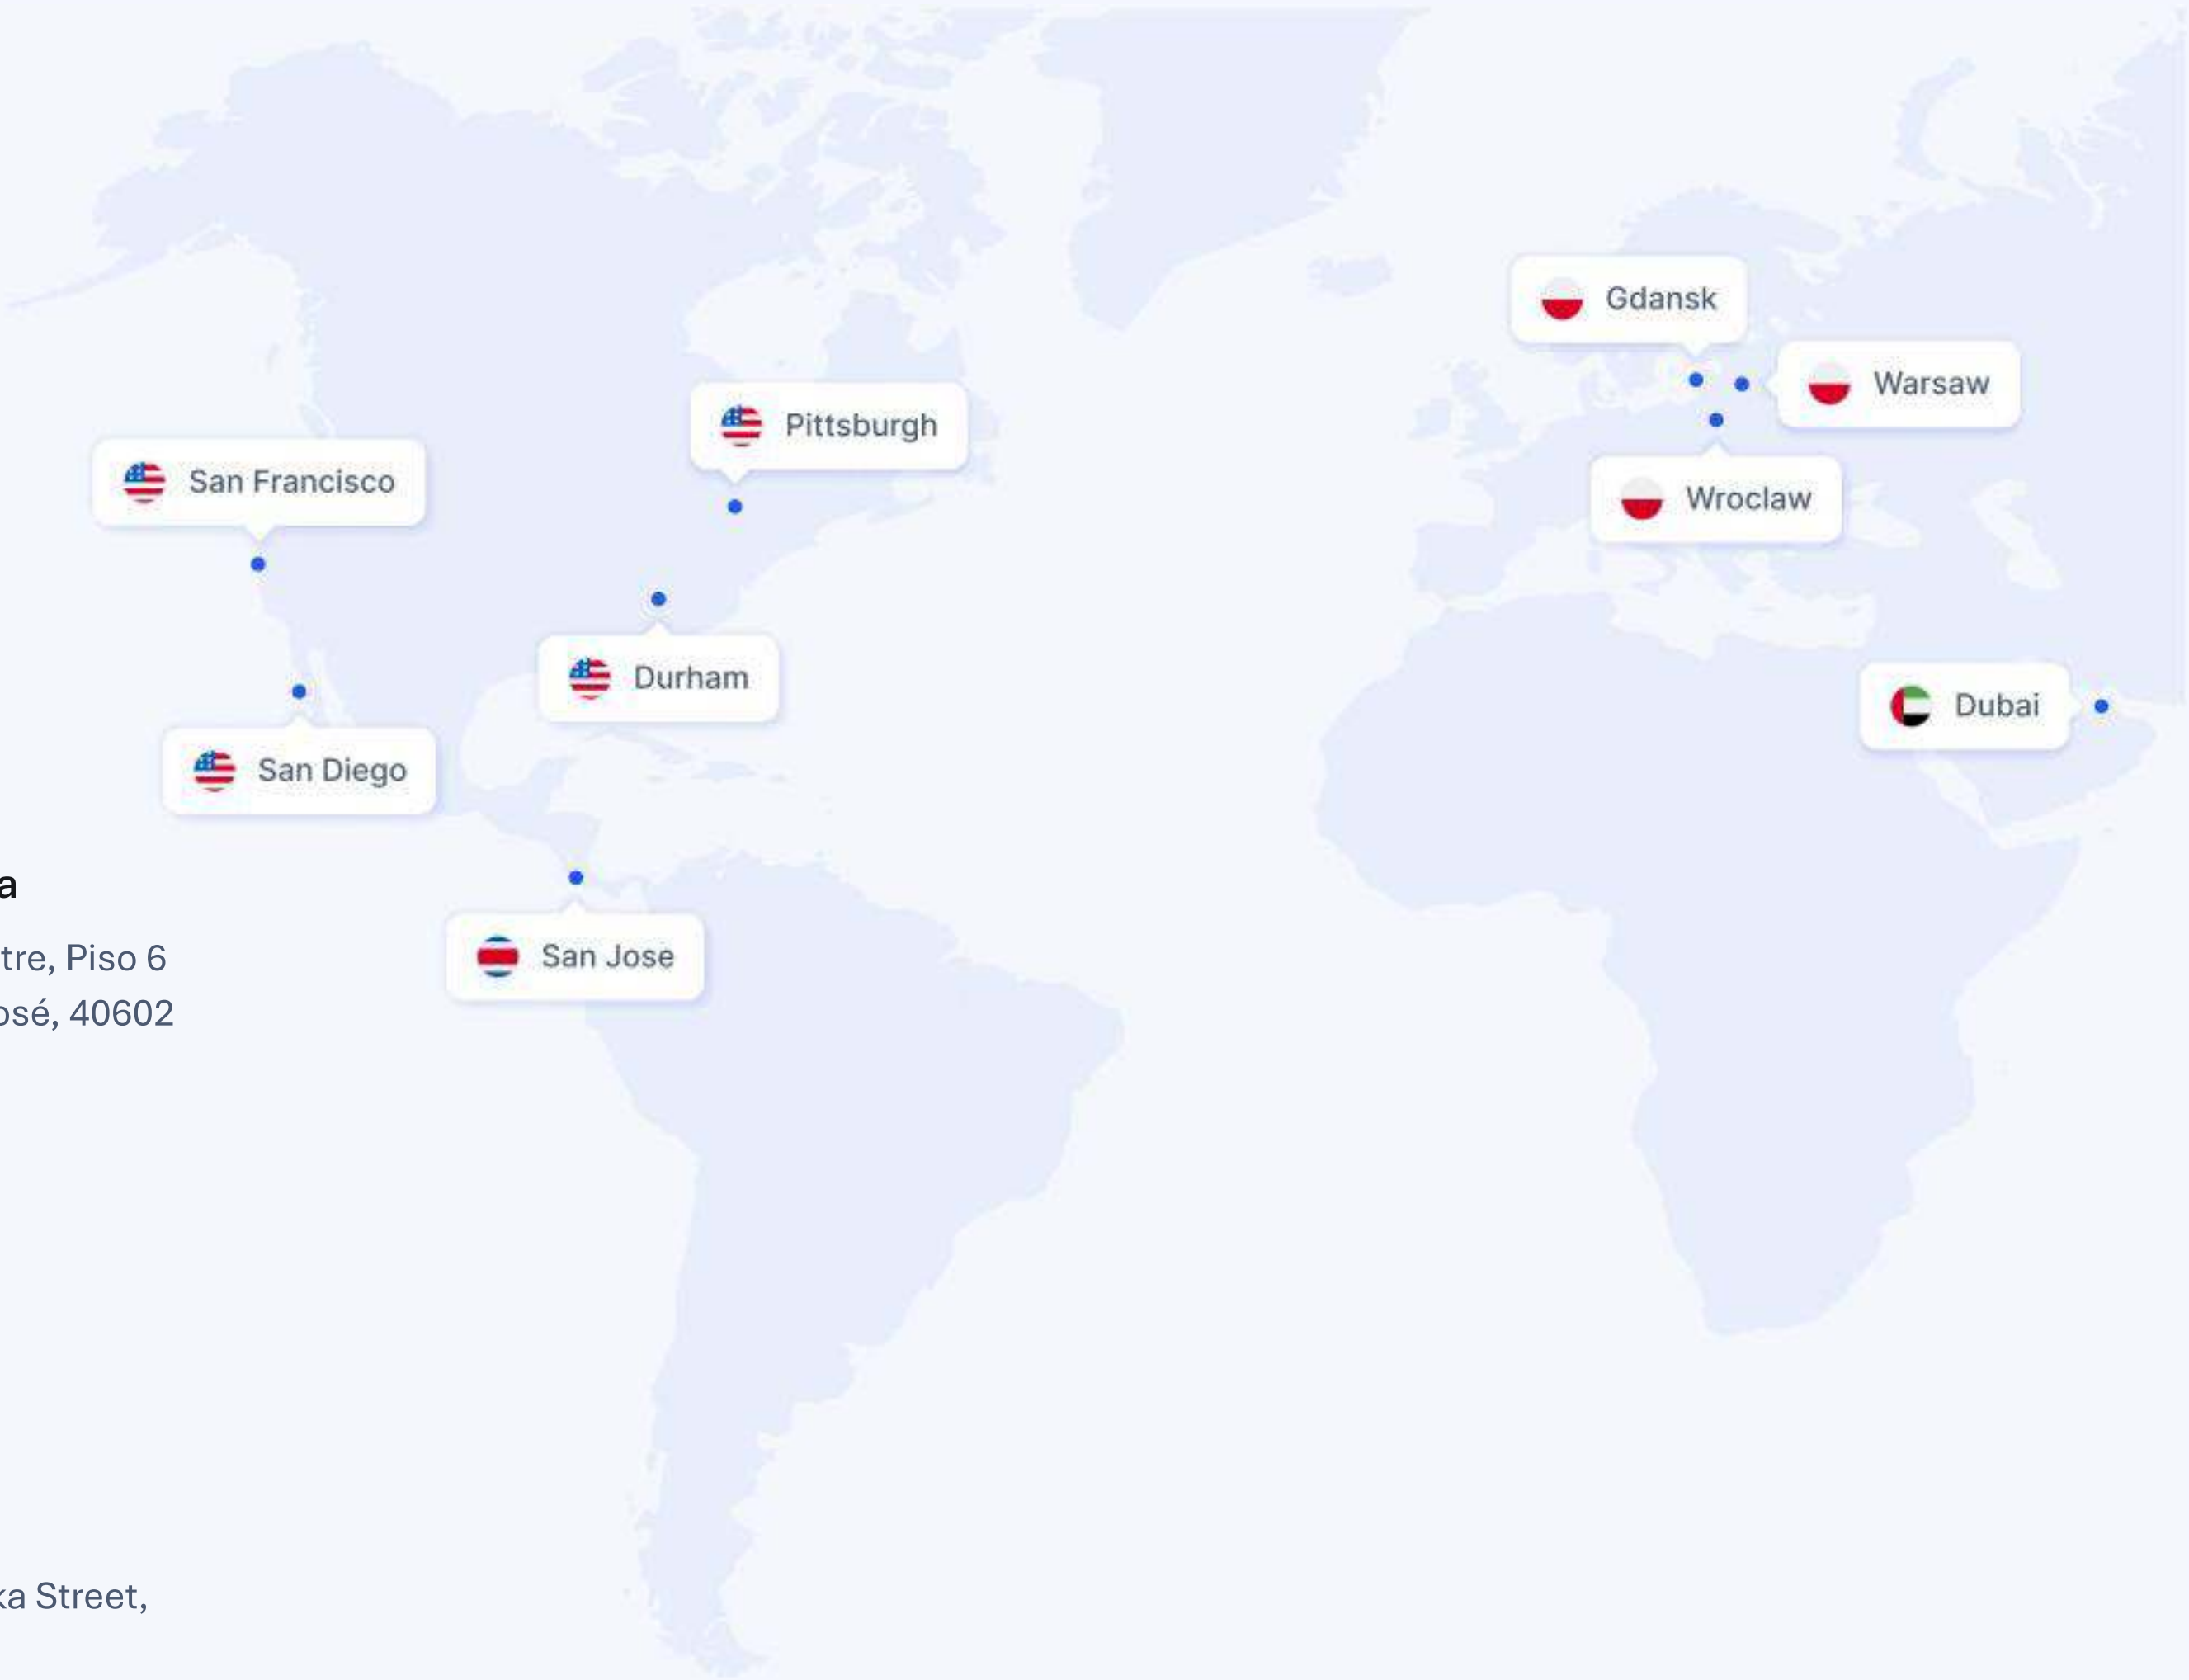 Gdansk
Warsaw
Pittsburgh
San Francisco
Wroclaw
Durham
Dubai
San Diego
a
tre, Piso 6
San Jose
osé, 40602
ka Street,